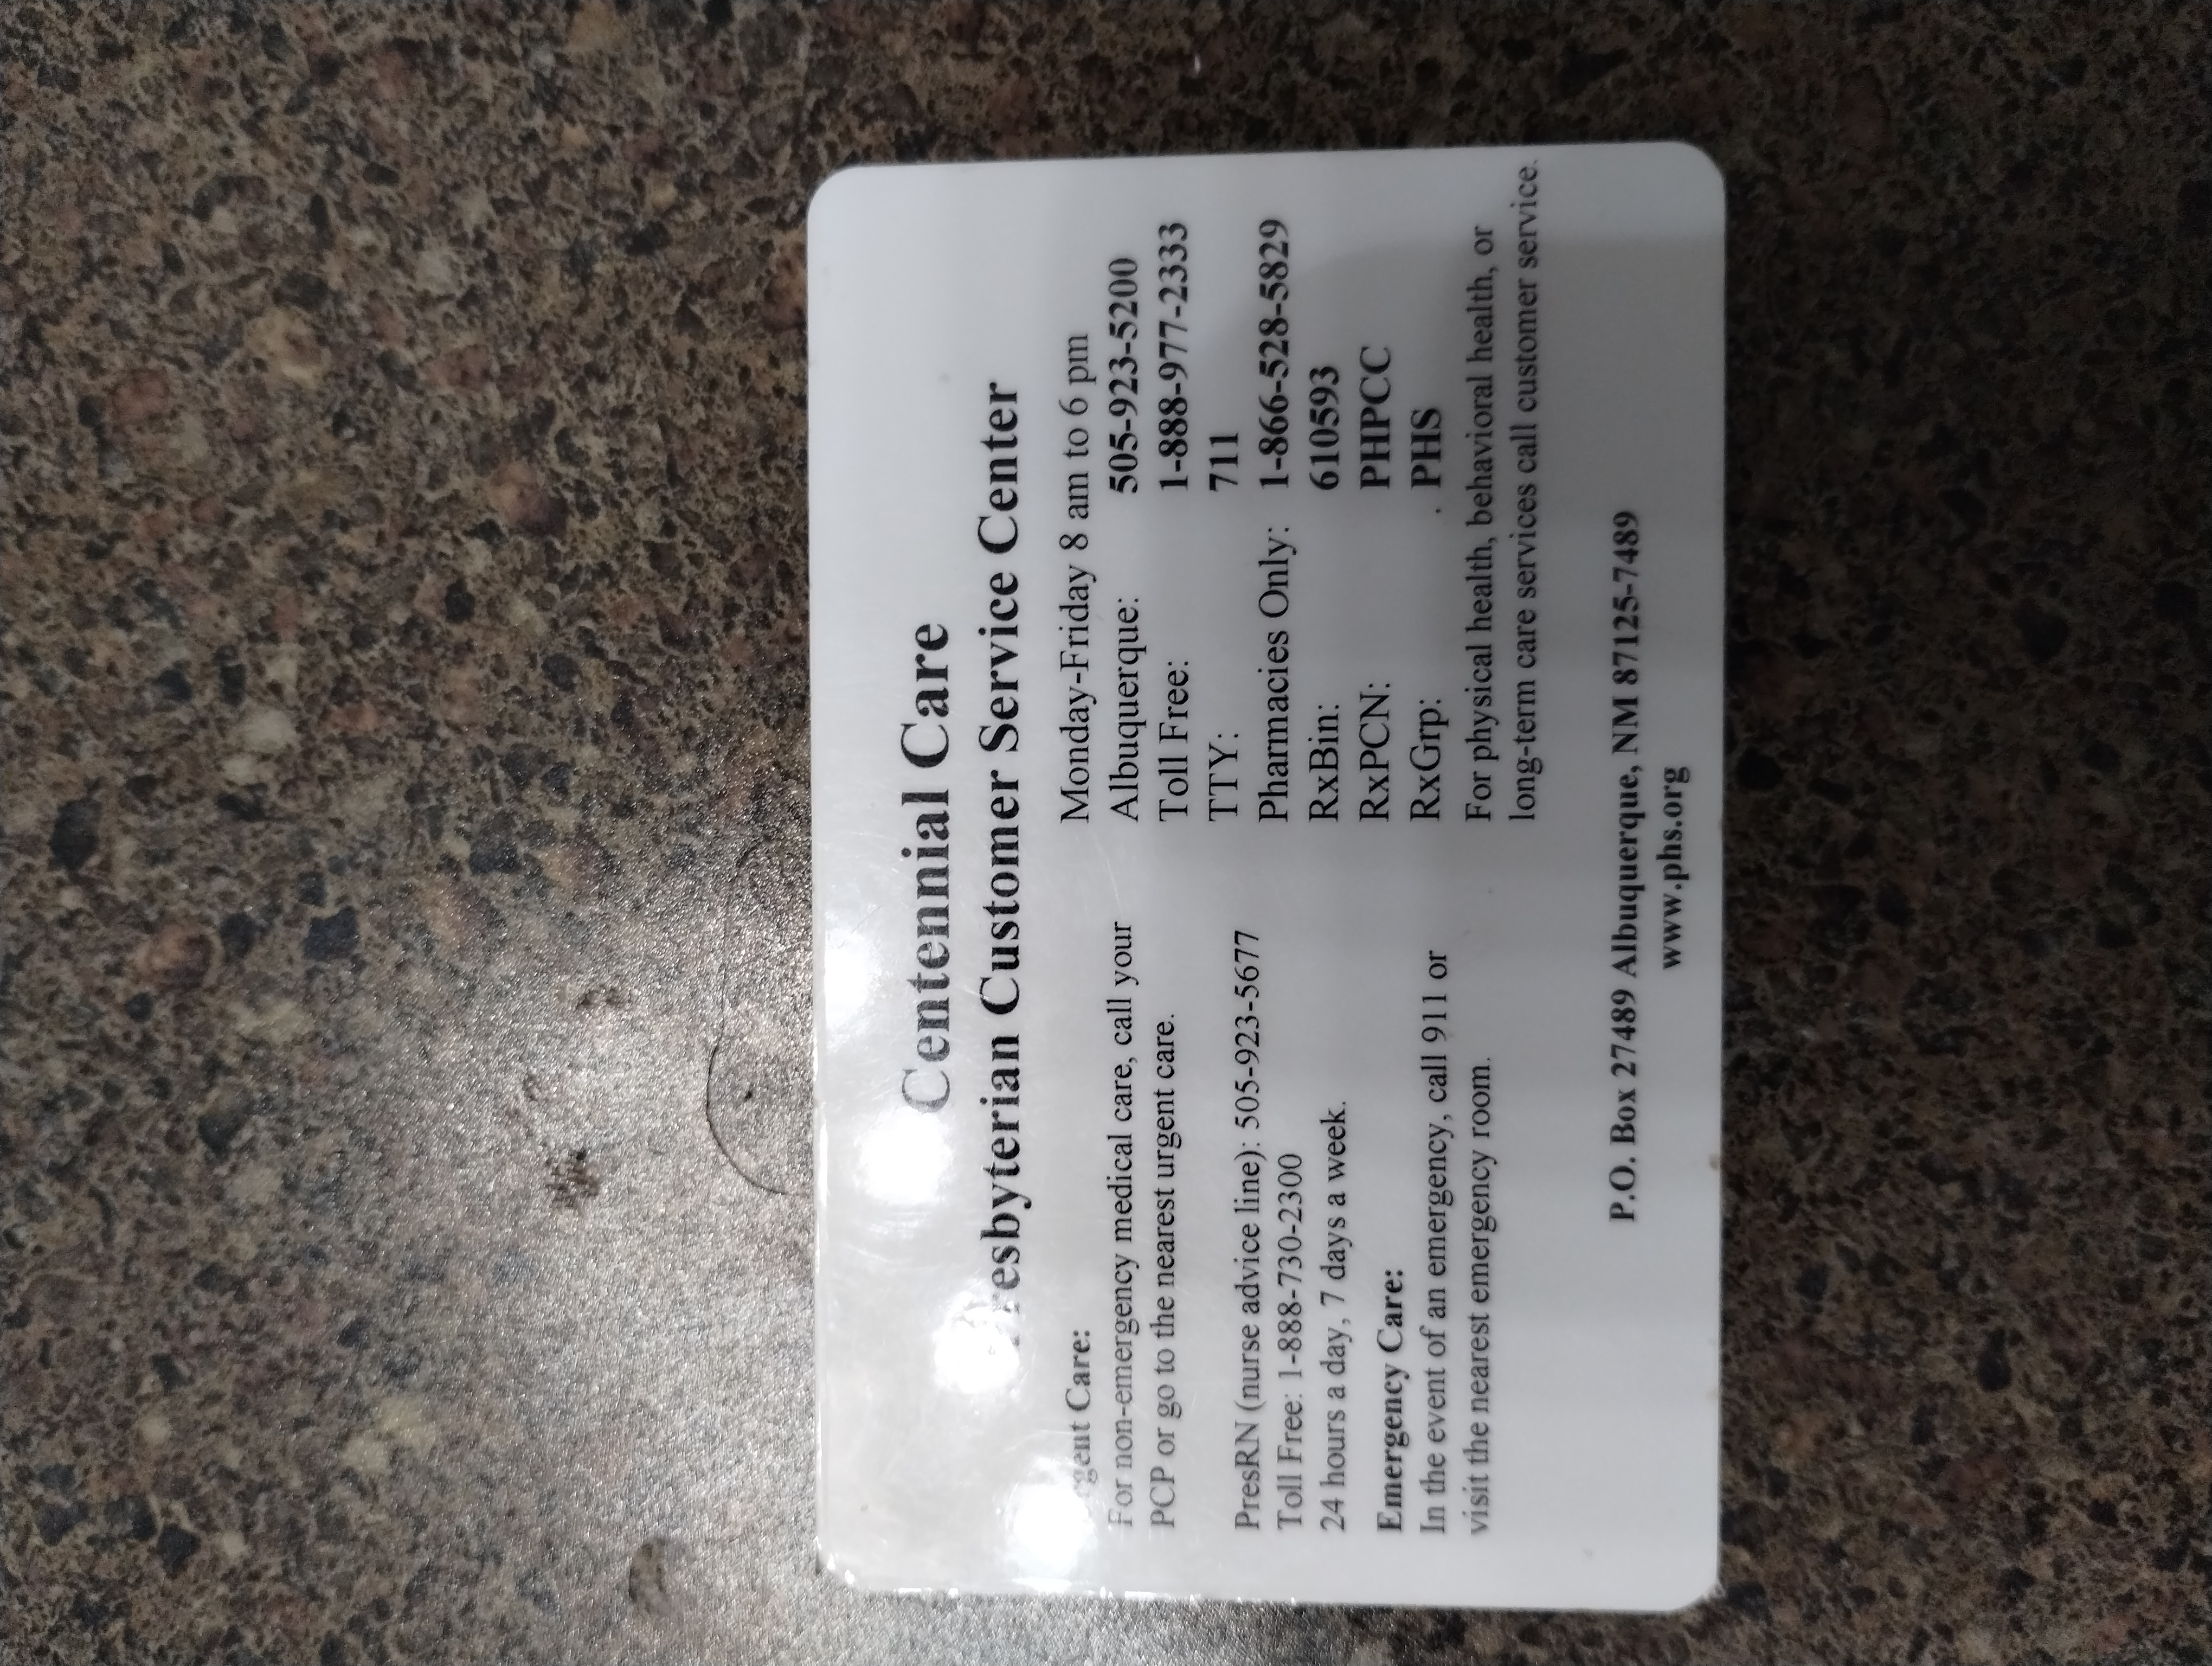 Centennial Care
Presbyterian Customer Service Center
Urgent Care:
For non-emergency medical care, call your
PCP or go to the nearest urgent care.
PresRN (nurse advice line): 505-923-5677
Toll Free: 1-888-730-2300
24 hours a day, 7 days a week.
Emergency Care:
In the event of an emergency, call 911 or
visit the nearest emergency room.
Monday-Friday 8 am to 6 pm
Albuquerque: 505-923-5200
Toll Free: 1-888-977-2333
TTY: 711
Pharmacies Only: 1-866-528-5829
RxBin: 610593
RxPCN: PHPCC
RxGrp: PHS
For physical health, behavioral health, or
long-term care services call customer service.
P.O. Box 27489 Albuquerque, NM 87125-7489
www.phs.org